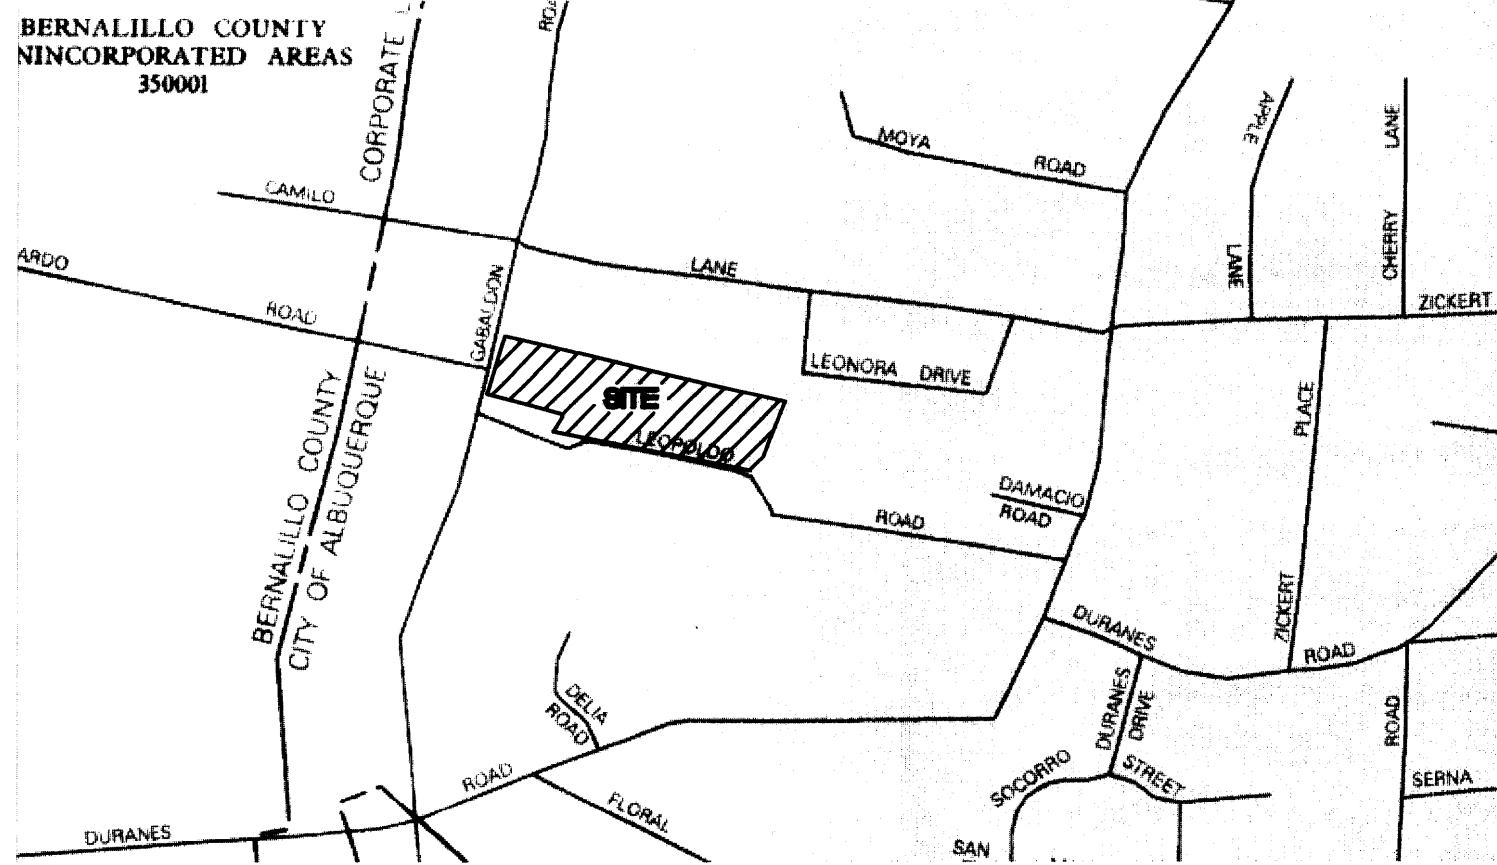 BERNALILLO COUNTY
NINCORPORATED AREAS
350001
CORPORATE L
ROA
CAMILO
LANE
ARDO
ROAD
GABALDON
MOYA ROAD
APPLE
LANE
CHERRY LANE
ZICKERT
LEONORA DRIVE
SITE
LEOPOLDO
ROAD
DAMACIO
ROAD
ZICKERT PLACE
BERNALILLO COUNTY
CITY OF ALBUQUERQUE
DURANES
ROAD
DURANES
DRIVE
DELIA
ROAD
ROAD
DURANES
FLORAL
SOCORRO
STREET
ROAD
SERNA
SAN